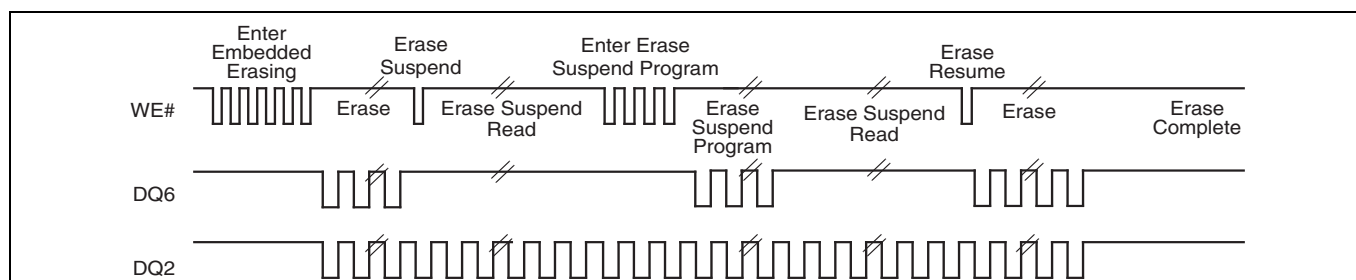 Enter
Embedded
Erasing
Erase
Suspend
Enter Erase
Suspend Program
Erase
Resume
WE#
Erase
Erase Suspend
Read
Erase
Suspend
Program
Erase Suspend
Read
Erase
Erase
Complete
DQ6
DQ2